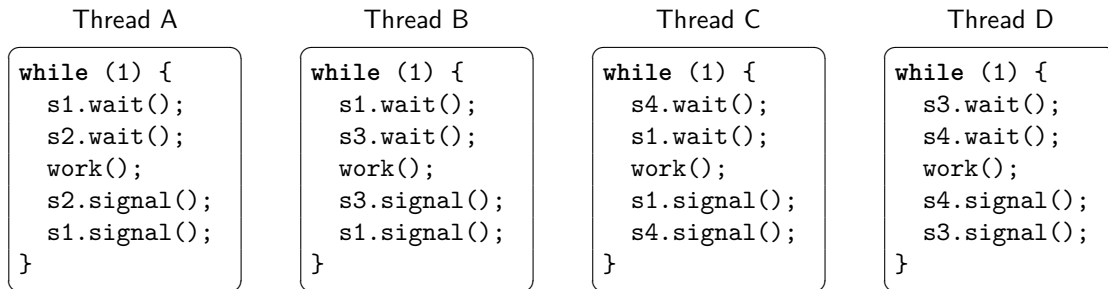 Thread A
while (1) {
s1.wait();
s2.wait();
work();
s2.signal();
s1.signal();
}
Thread B
while (1) {
s1.wait();
s3.wait();
work();
s3.signal();
s1.signal();
}
Thread C
while (1) {
s4.wait();
s1.wait();
work();
s1.signal();
s4.signal();
}
Thread D
while (1) {
s3.wait();
s4.wait();
work();
s4.signal();
s3.signal();
}